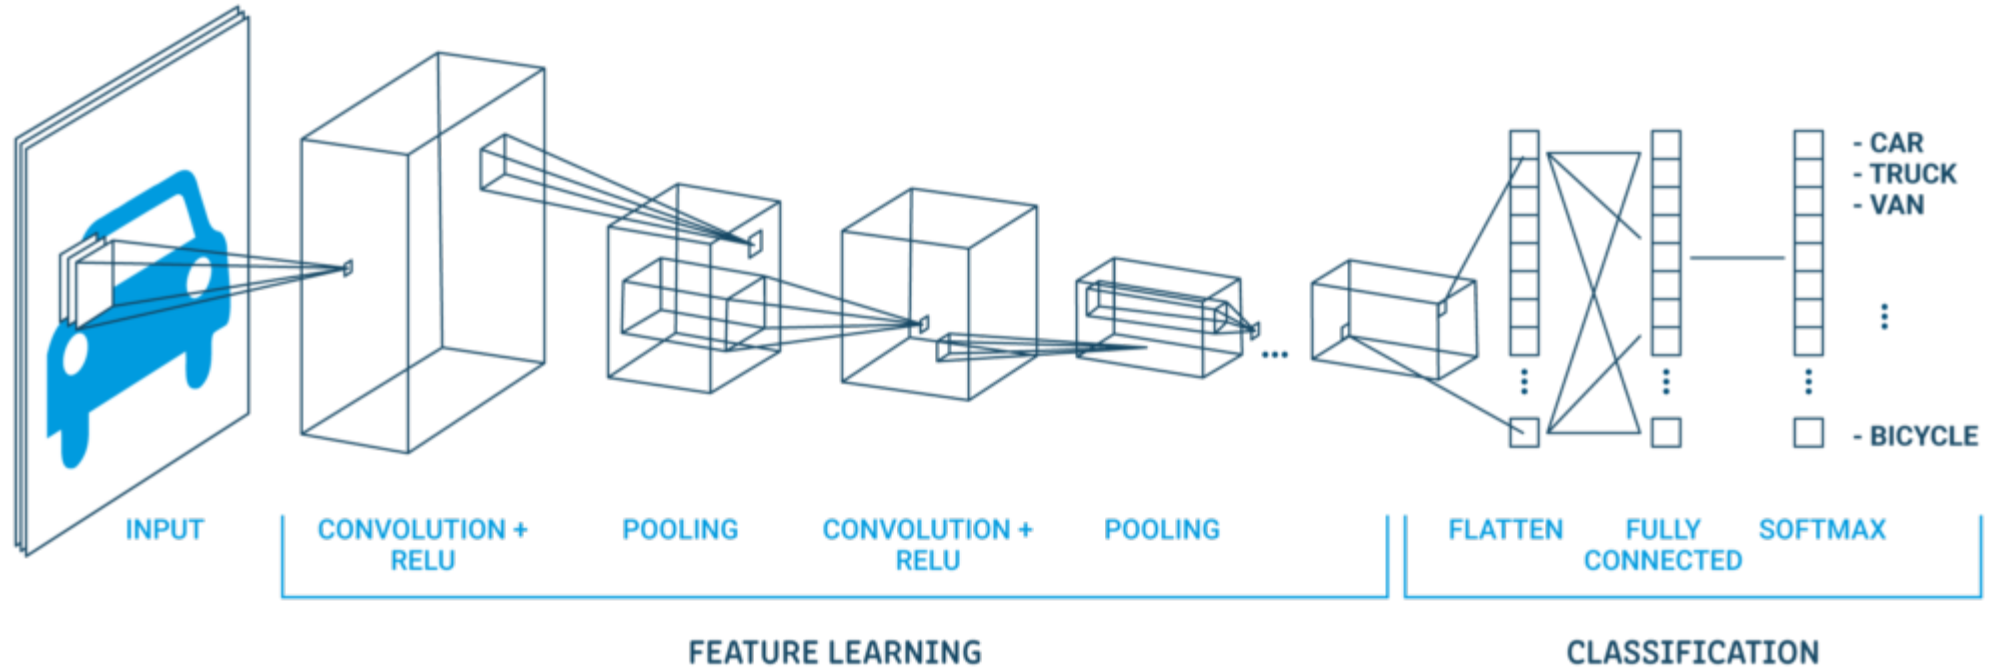 - CAR
- TRUCK
- VAN
- BICYCLE
INPUT
CONVOLUTION +
RELU
POOLING
CONVOLUTION +
RELU
POOLING
FLATTEN
FULLY
CONNECTED
SOFTMAX
FEATURE LEARNING
CLASSIFICATION